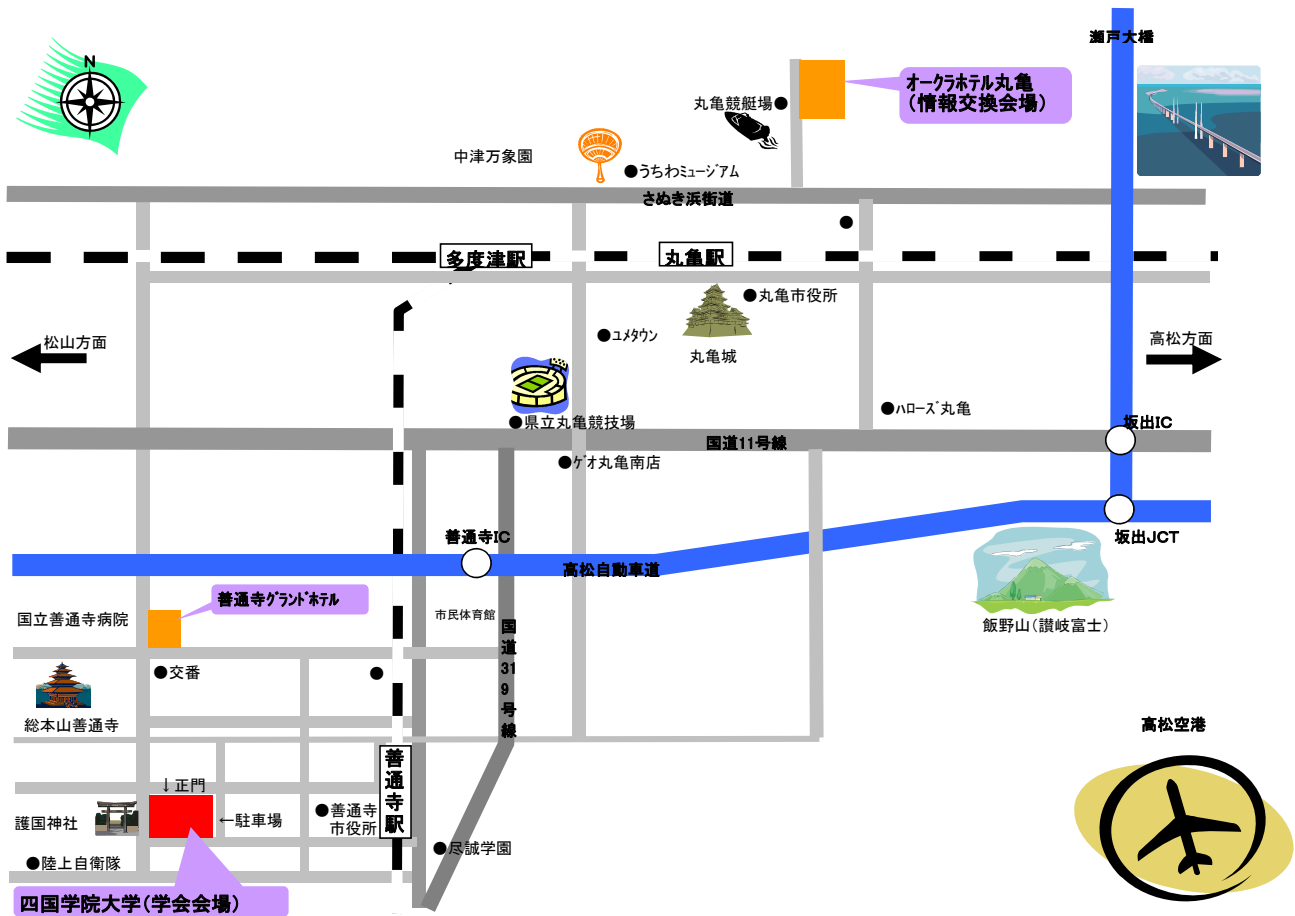 瀬戸大橋
N
オークラホテル丸亀
（情報交換会場）
丸亀競艇場●
中津万象園
●うちわミュージアム
さぬき浜街道
●
多度津駅
丸亀駅
●丸亀市役所
●ユメタウン
松山方面
高松方面
丸亀城
●ハローズ丸亀
●県立丸亀競技場
坂出IC
国道11号線
●ゲオ丸亀南店
善通寺IC
坂出JCT
高松自動車道
善通寺グランドホテル
国立善通寺病院
市民体育館
国道319号線
飯野山（讃岐富士）
●交番
●
総本山善通寺
高松空港
善通寺駅
↓正門
護国神社
←駐車場
●善通寺
市役所
●尽誠学園
●陸上自衛隊
四国学院大学（学会会場）